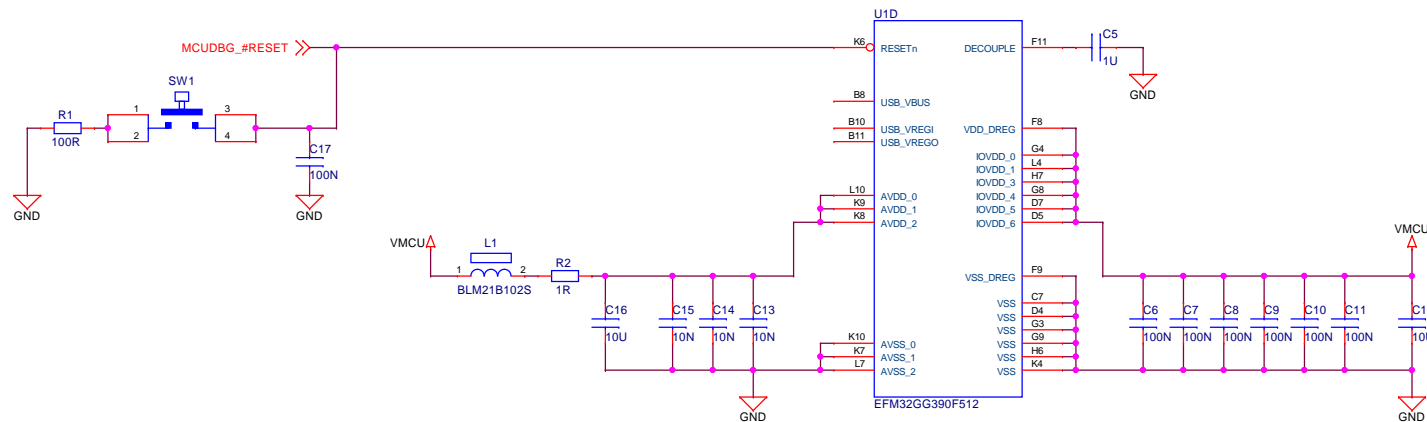 U1D
MCUDBG_#RESET
K6
RESETn
DECOUPLE
F11
C5
1U
GND
SW1
R1
100R
1
2
3
4
C17
100N
GND
GND
B8
USB_VBUS
B10
USB_VREGI
B11
USB_VREGO
VDD_DREG
F8
IOVDD_0
G4
IOVDD_1
L4
IOVDD_3
H7
IOVDD_4
G8
IOVDD_5
D7
IOVDD_6
D5
L10
AVDD_0
K9
AVDD_1
K8
AVDD_2
VMCU
L1
1
2
BLM21B102S
R2
1R
VMCU
VSS_DREG
F9
VSS
C7
VSS
D4
VSS
G3
VSS
G9
VSS
H6
VSS
K4
C16
10U
C15
10N
C14
10N
C13
10N
K10
AVSS_0
K7
AVSS_1
L7
AVSS_2
C6
100N
C7
100N
C8
100N
C9
100N
C10
100N
C11
100N
GND
EFM32GG390F512
GND